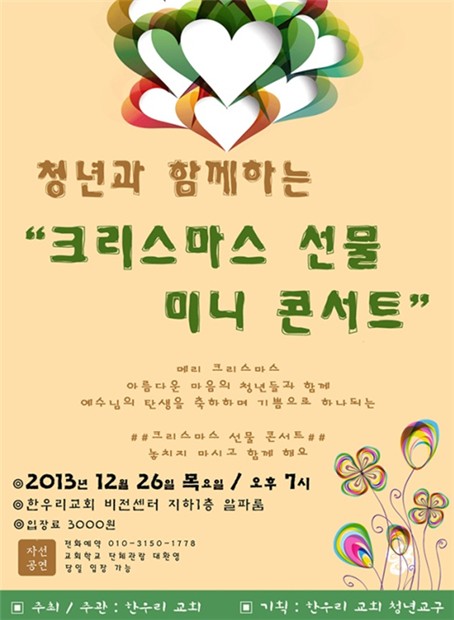 청년과 함께하는
"크리스마스 선물
미니 콘서트"
메리 크리스마스
아름다운 마음의 청년들과 함께
예수님의 탄생을 축하하며 기쁨으로 하나되는
##크리스마스 선물 콘서트##
놓치지 마시고 함께 해요
◎2013년 12월 26일 목요일 / 오후 7시
◎한우리교회 비전센터 지하1층 알파룸
◎입장료 3000원
자선
공연
전화예약 010-3150-1778
교회학교 단체관람 대환영
당일 입장 가능
▣ 주최 / 주관 : 한우리 교회 ▣ 기획 : 한우리 교회 청년교구